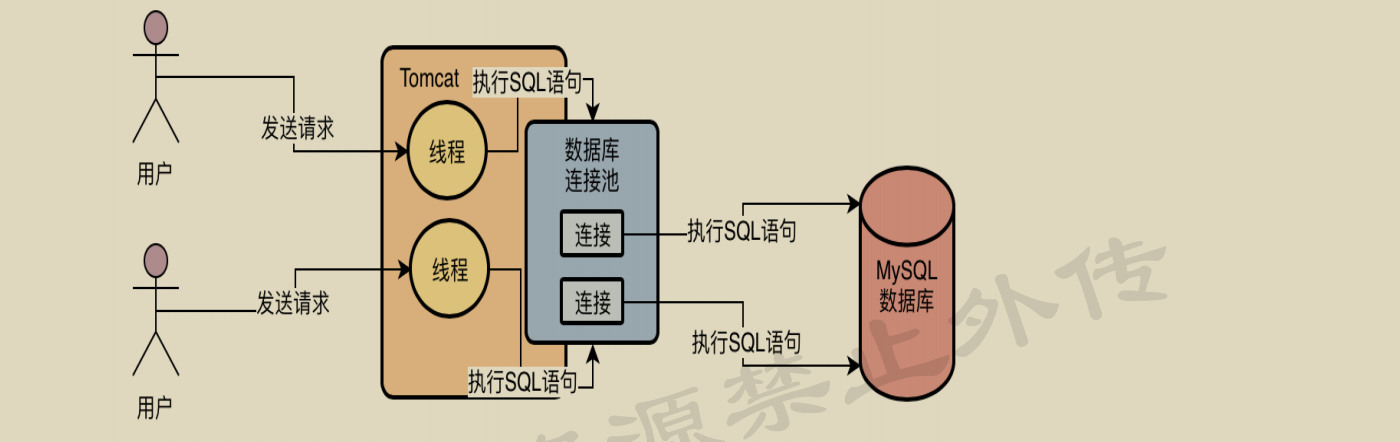 Tomcat
执行SQL语句
发送请求
线程
用户
数据库
连接池
连接
执行SQL语句
线程
发送请求
连接
MySQL
数据库
执行SQL语句
执行SQL语句
用户
源禁止外传